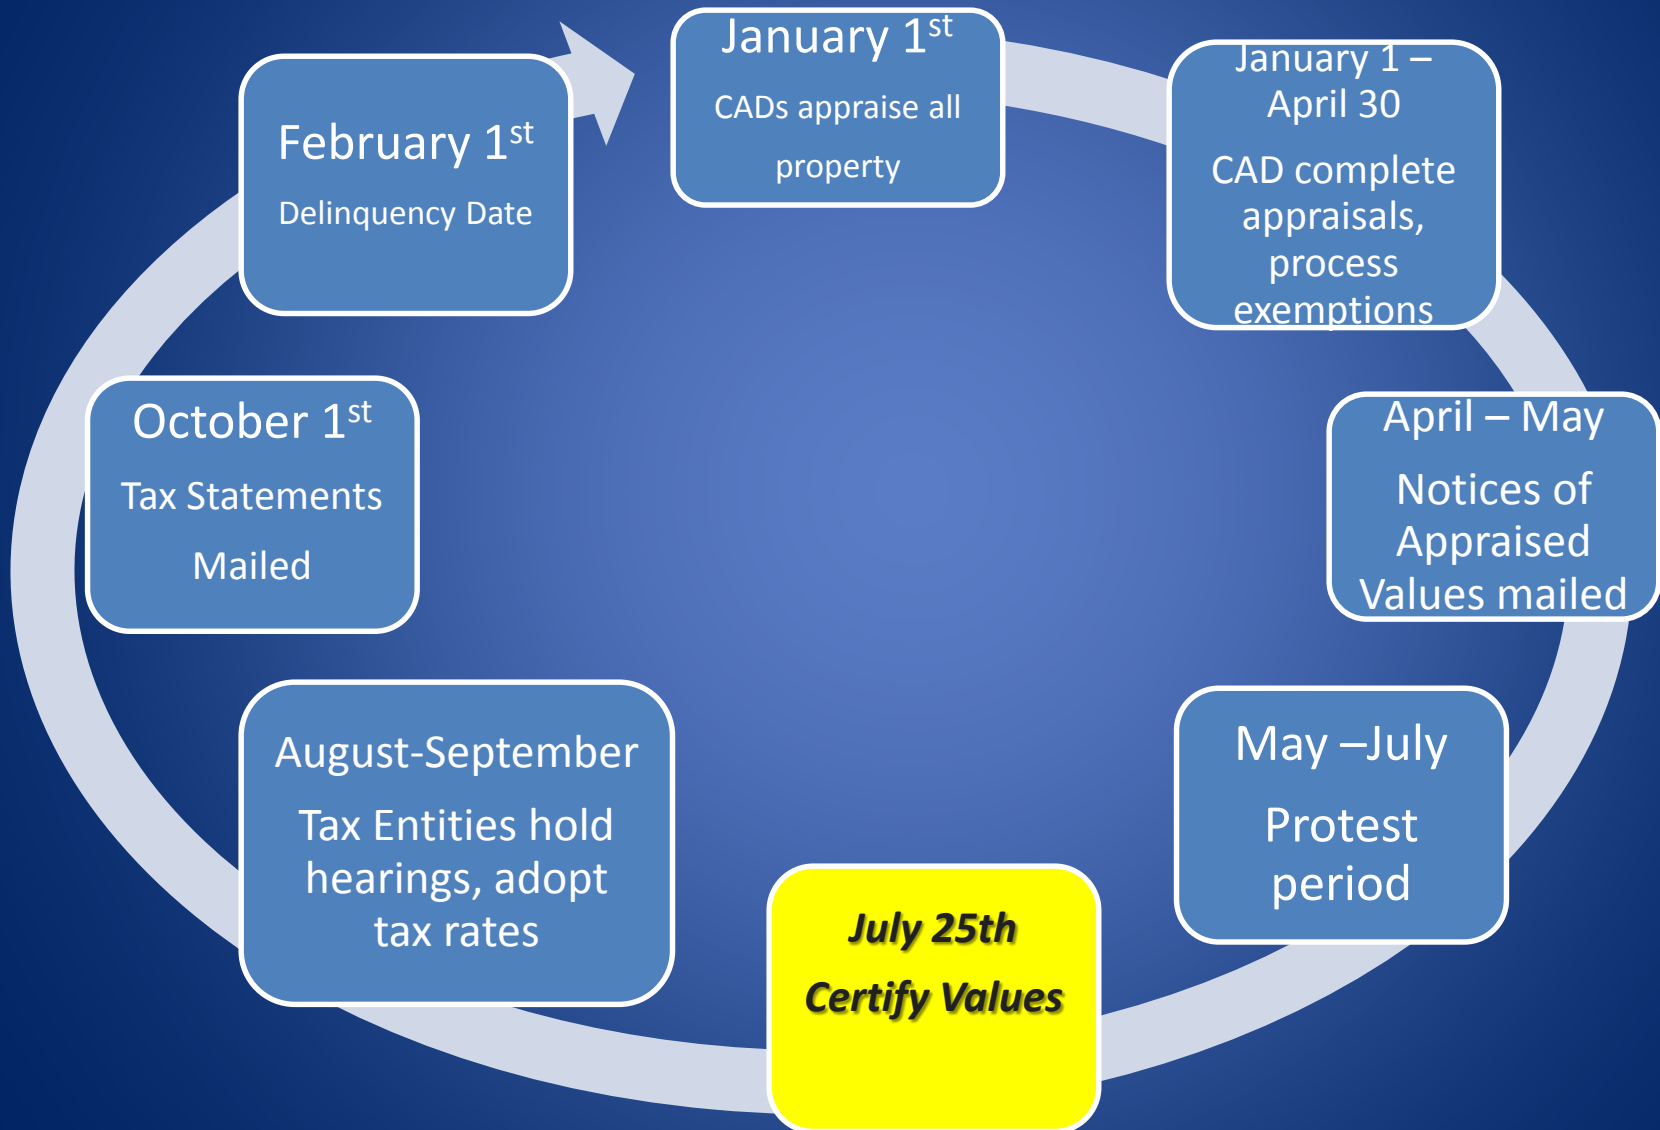 January 1st
CADs appraise all
property
January 1 –
April 30
CAD complete
appraisals,
process
exemptions
April – May
Notices of
Appraised
Values mailed
May –July
Protest
period
July 25th
Certify Values
August-September
Tax Entities hold
hearings, adopt
tax rates
October 1st
Tax Statements
Mailed
February 1st
Delinquency Date